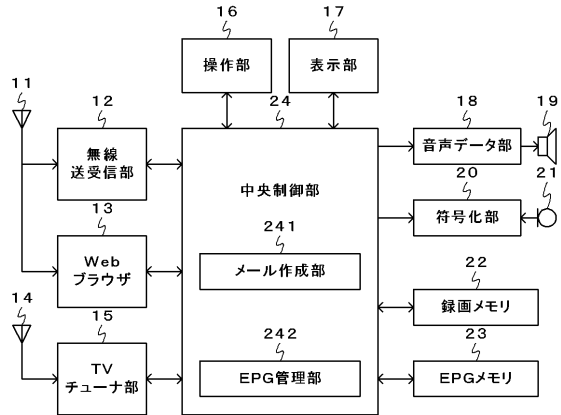 16
17
操作部
表示部
11
12
24
18
19
無線
送受信部
音声データ部
20
21
中央制御部
13
符号化部
Web
ブラウザ
241
メール作成部
22
録画メモリ
14
15
242
23
TV
チューナ部
EPG管理部
EPGメモリ